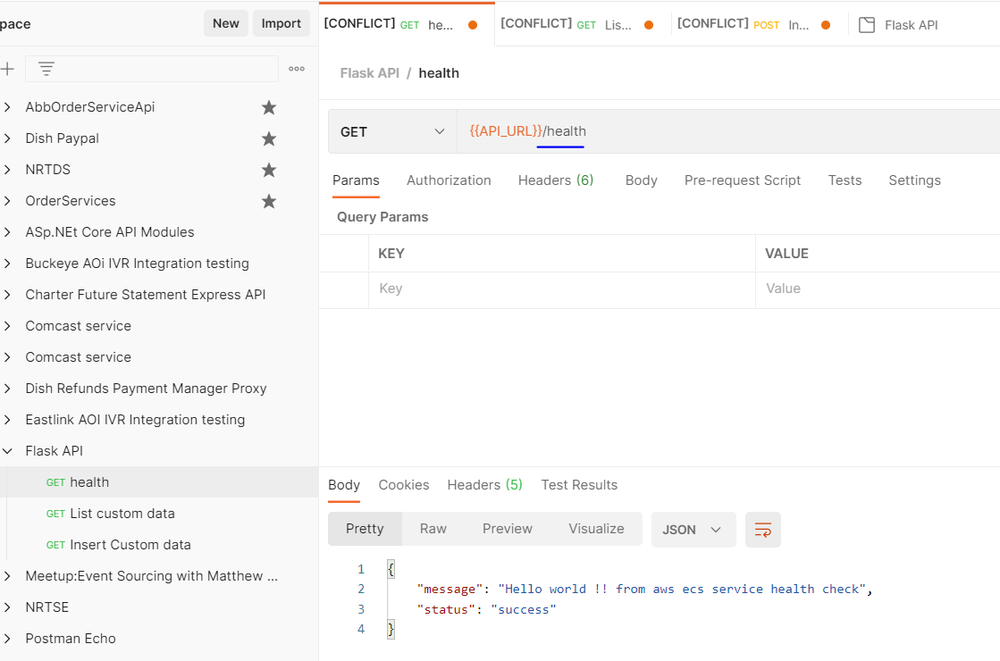 pace
New
Import
[CONFLICT] GET he...
[CONFLICT] GET Lis...
[CONFLICT] POST In...
Flask API
AbbOrderServiceApi
Dish Paypal
NRTDS
OrderServices
ASp.NEt Core API Modules
Buckeye AOi IVR Integration testing
Charter Future Statement Express API
Comcast service
Comcast service
Dish Refunds Payment Manager Proxy
Eastlink AOI IVR Integration testing
Flask API
GET health
GET List custom data
GET Insert Custom data
Meetup:Event Sourcing with Matthew ...
NRTSE
Postman Echo
Flask API / health
GET
{{API_URL}}/health
Params Authorization Headers (6) Body Pre-request Script Tests Settings
Query Params
KEY VALUE
Key Value
Body Cookies Headers (5) Test Results
Pretty Raw Preview Visualize JSON
1 {
2 "message": "Hello world !! from aws ecs service health check",
3 "status": "success"
4 }